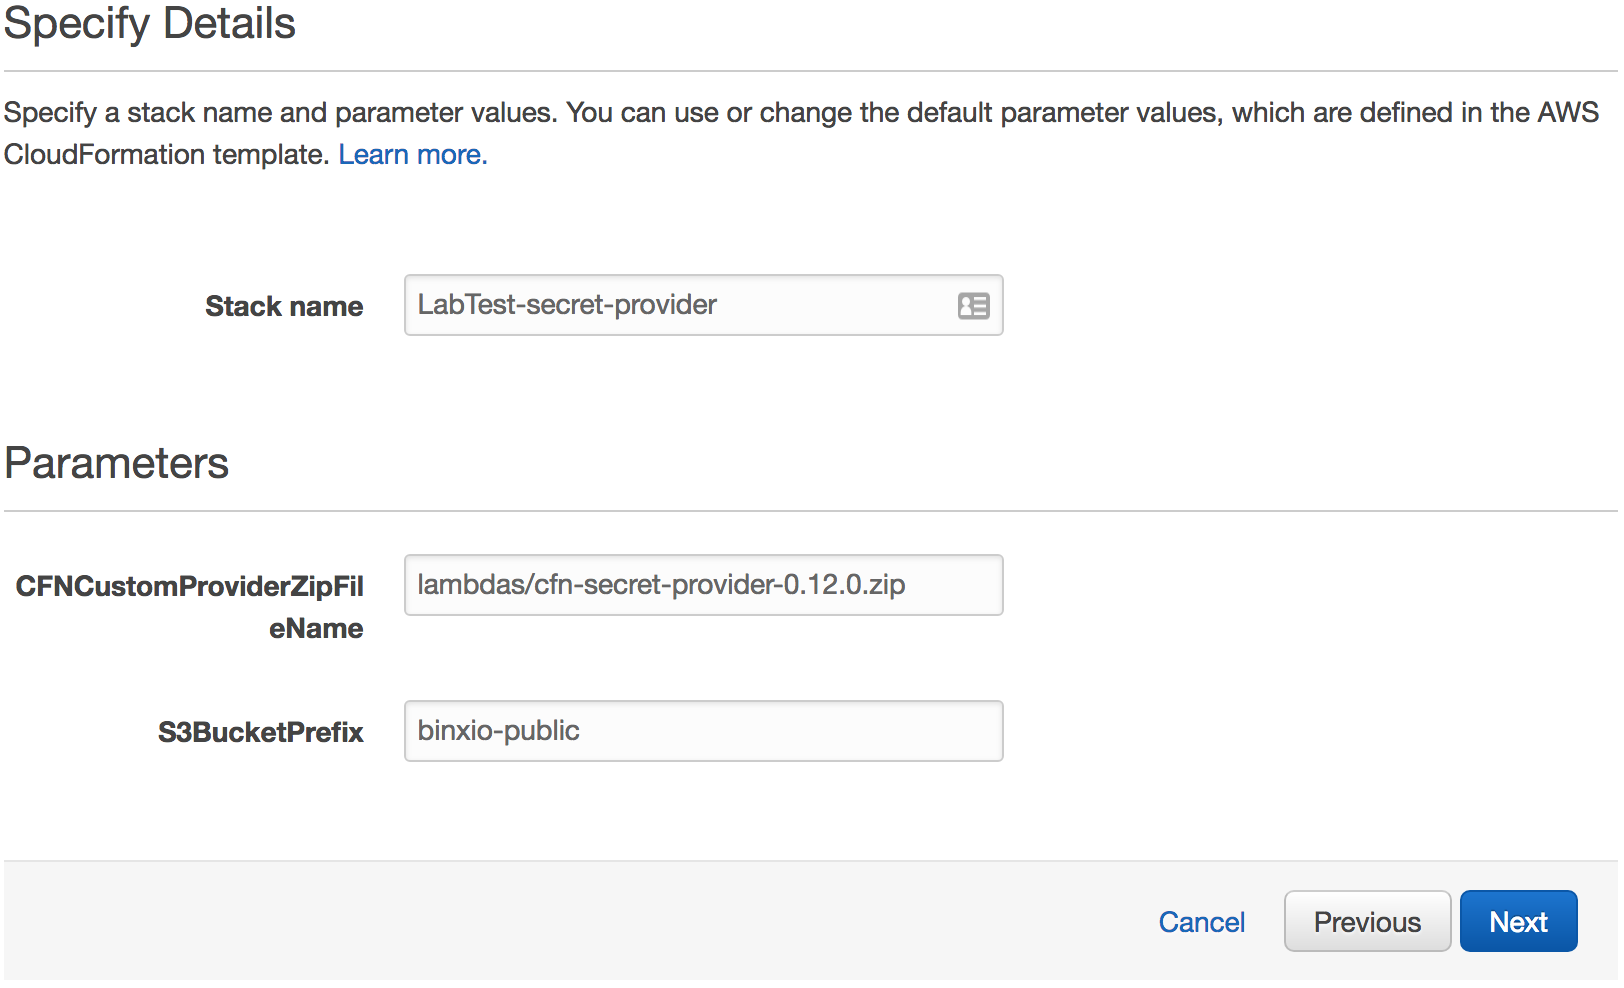 Specify Details
Specify a stack name and parameter values. You can use or change the default parameter values, which are defined in the AWS
CloudFormation template. Learn more.
Stack name
LabTest-secret-provider
Parameters
CFNCustomProviderZipFil
eName
lambdas/cfn-secret-provider-0.12.0.zip
S3BucketPrefix
binxio-public
Cancel
Previous
Next